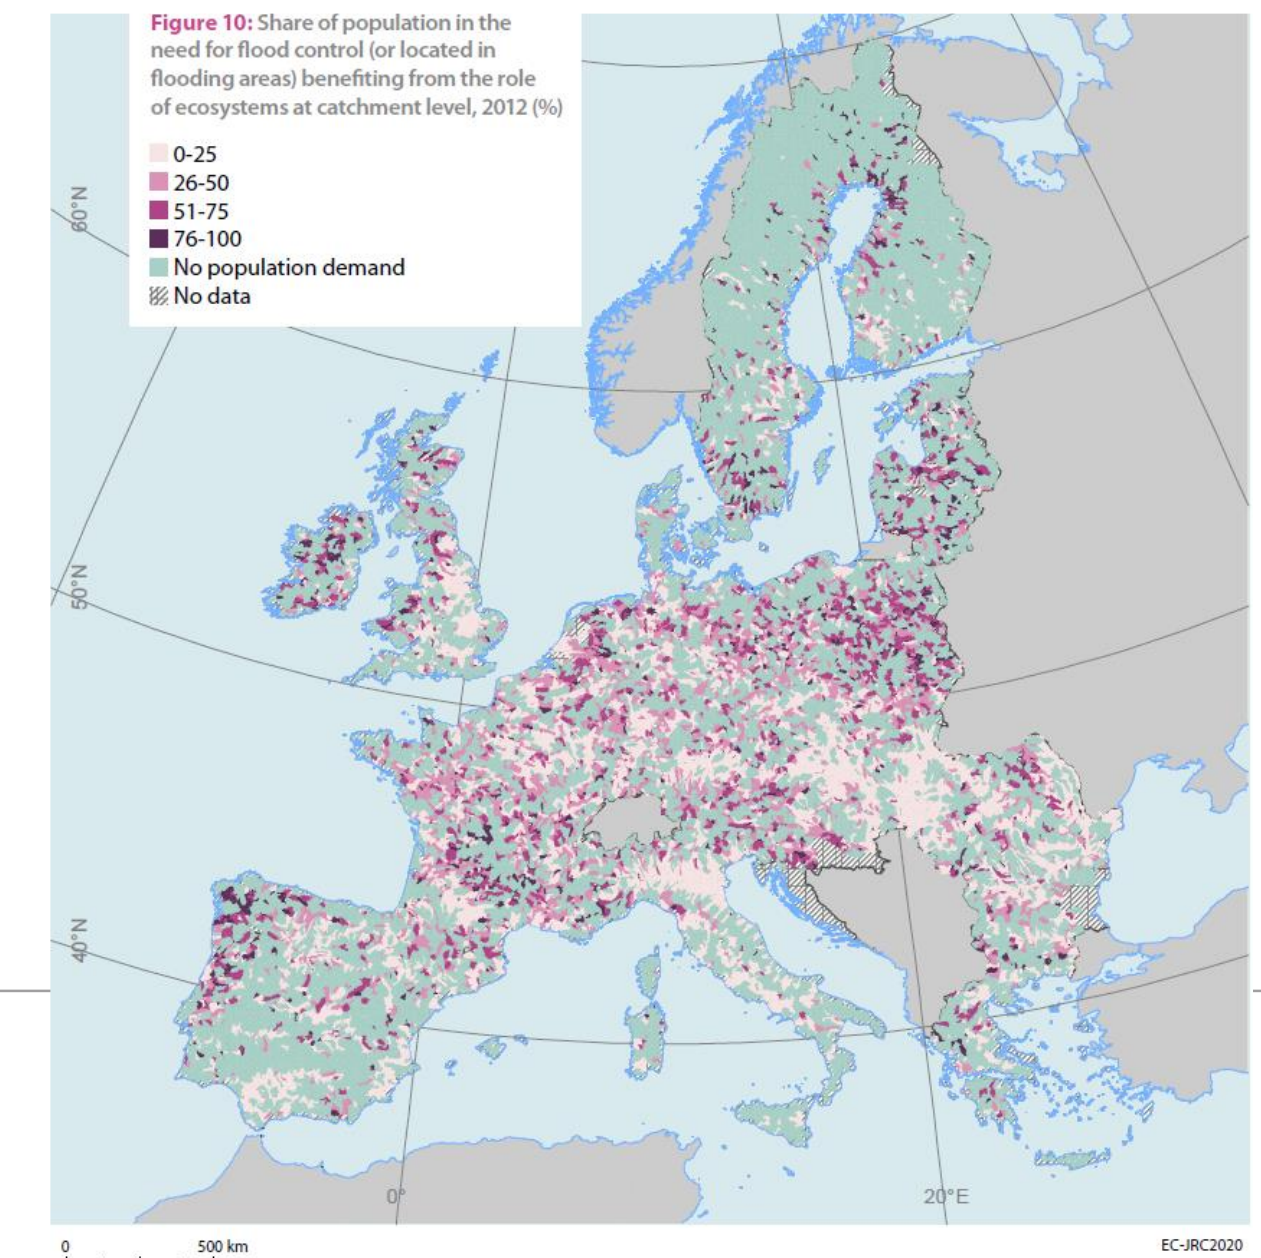 Figure 10: Share of population in the
need for flood control (or located in
flooding areas) benefiting from the role
of ecosystems at catchment level, 2012 (%)
0-25
26-50
51-75
76-100
No population demand
No data
60°N
50°N
40°N
0°
20°E
0 500 km
EC-JRC2020